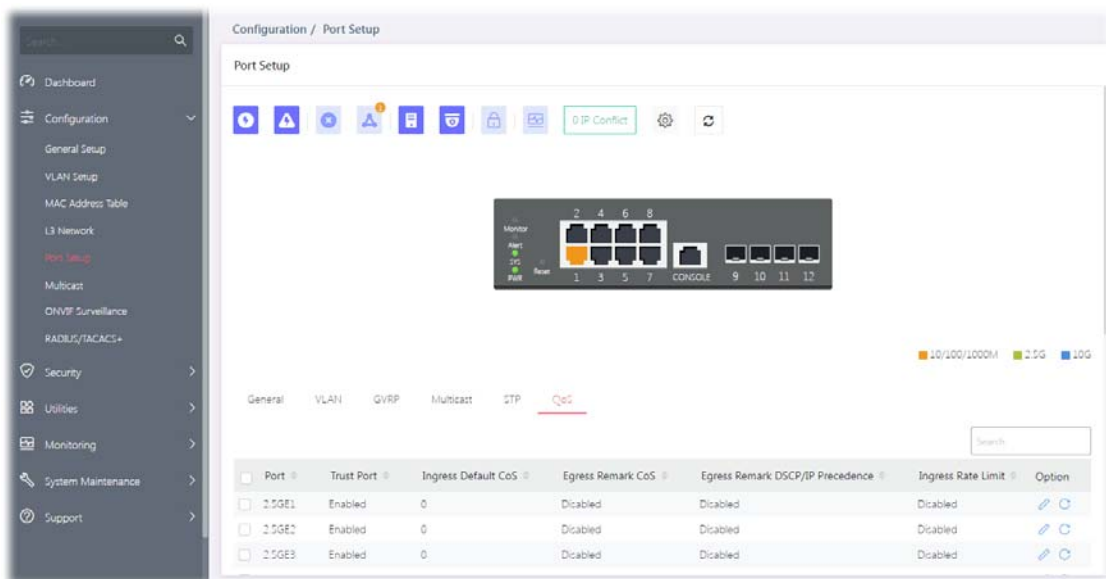 Configuration / Port Setup
Search...
Port Setup
Dashboard
Configuration
General Setup
VLAN Setup
MAC Address Table
L3 Network
Port Setup
Multicast
ONVIF Surveillance
RADIUS/TACACS+
Security
Utilities
Monitoring
System Maintenance
Support
1
0 IP Conflict
2 4 6 8
Monitor
Alert
SYS
PWR
Reset
1 3 5 7 CONSOLE 9 10 11 12
10/100/1000M 2.5G 10G
General VLAN GVRP Multicast STP QoS
Search
Port Trust Port Ingress Default CoS Egress Remark CoS Egress Remark DSCP/IP Precedence Ingress Rate Limit Option
2.5GE1 Enabled 0 Disabled Disabled Disabled
2.5GE2 Enabled 0 Disabled Disabled Disabled
2.5GE3 Enabled 0 Disabled Disabled Disabled